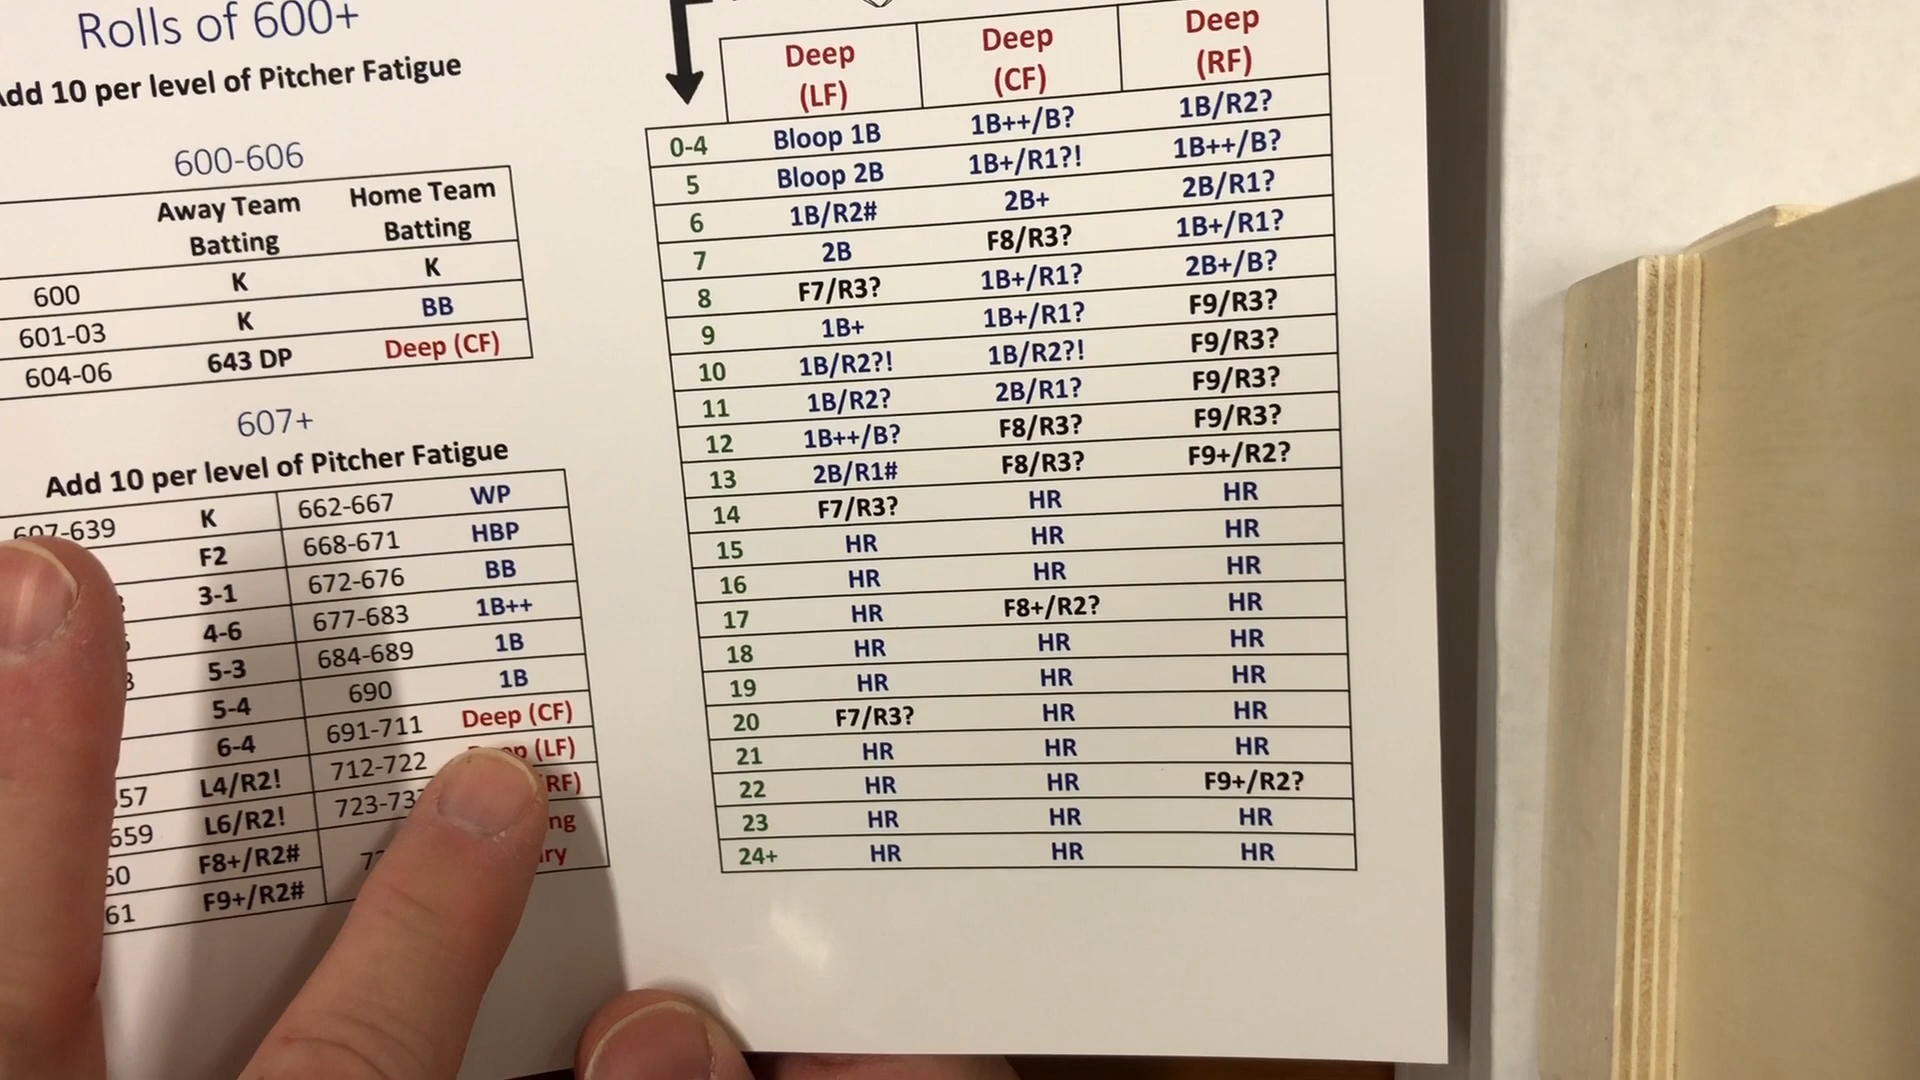 Rolls of 600+
Add 10 per level of Pitcher Fatigue
600-606
Away Team Batting Home Team Batting
600 K K
601-03 K BB
604-06 643 DP Deep (CF)
607+
Add 10 per level of Pitcher Fatigue
607-639 K 662-667 WP
F2 668-671 HBP
3-1 672-676 BB
4-6 677-683 1B++
5-3 684-689 1B
5-4 690 1B
6-4 691-711 Deep (CF)
L4/R2! 712-722 (LF)
L6/R2!
F8+/R2#
F9+/R2#
Deep (LF) Deep (CF) Deep (RF)
0-4 Bloop 1B 1B++/B? 1B/R2?
5 Bloop 2B 1B+/R1?! 1B++/B?
6 1B/R2# 2B+ 2B/R1?
7 2B F8/R3? 1B+/R1?
8 F7/R3? 1B+/R1? 2B+/B?
9 1B+ 1B+/R1? F9/R3?
10 1B/R2?! 1B/R2?! F9/R3?
11 1B/R2? 2B/R1? F9/R3?
12 1B++/B? F8/R3? F9/R3?
13 2B/R1# F8/R3? F9+/R2?
14 F7/R3? HR HR
15 HR HR HR
16 HR HR HR
17 HR F8+/R2? HR
18 HR HR HR
19 HR HR HR
20 F7/R3? HR HR
21 HR HR HR
22 HR HR F9+/R2?
23 HR HR HR
24+ HR HR HR